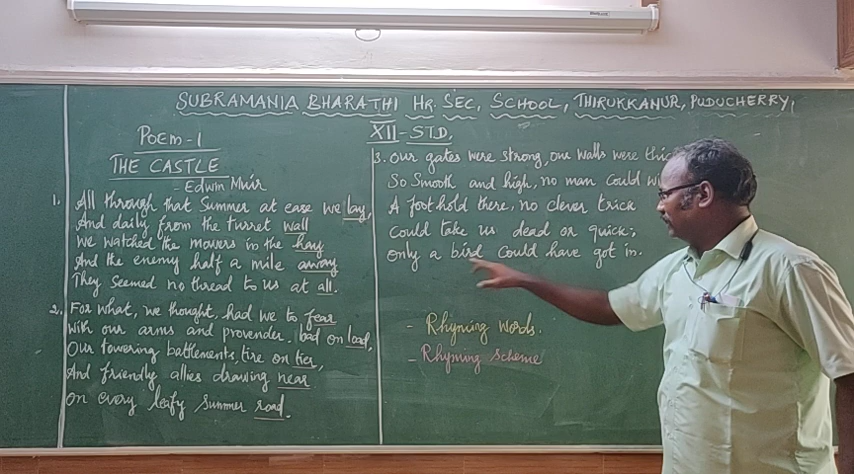 SUBRAMANIA BHARATHI HR. SEC, SCHOOL, THIRUKKANUR, PUDUCHERRY,
XII - STD,
POEM - 1
THE CASTLE
- Edwin Muir
1. All through that Summer at ease we lay,
And daily from the turret wall
We watched the mowers in the hay
And the enemy half a mile away
They Seemed no thread to us at all.
2. For what, we thought, had we to fear
With our arms and provender, load on load,
Our towering battlements, tire on tier,
And friendly allies drawing near
On every leafy Summer road.
3. Our gates were strong, our walls were thic
So Smooth and high, no man could
A foot hold there, no clever trick
Could take us dead or quick;
Only a bird Could have got in.
- Rhyming Words.
- Rhyming Scheme